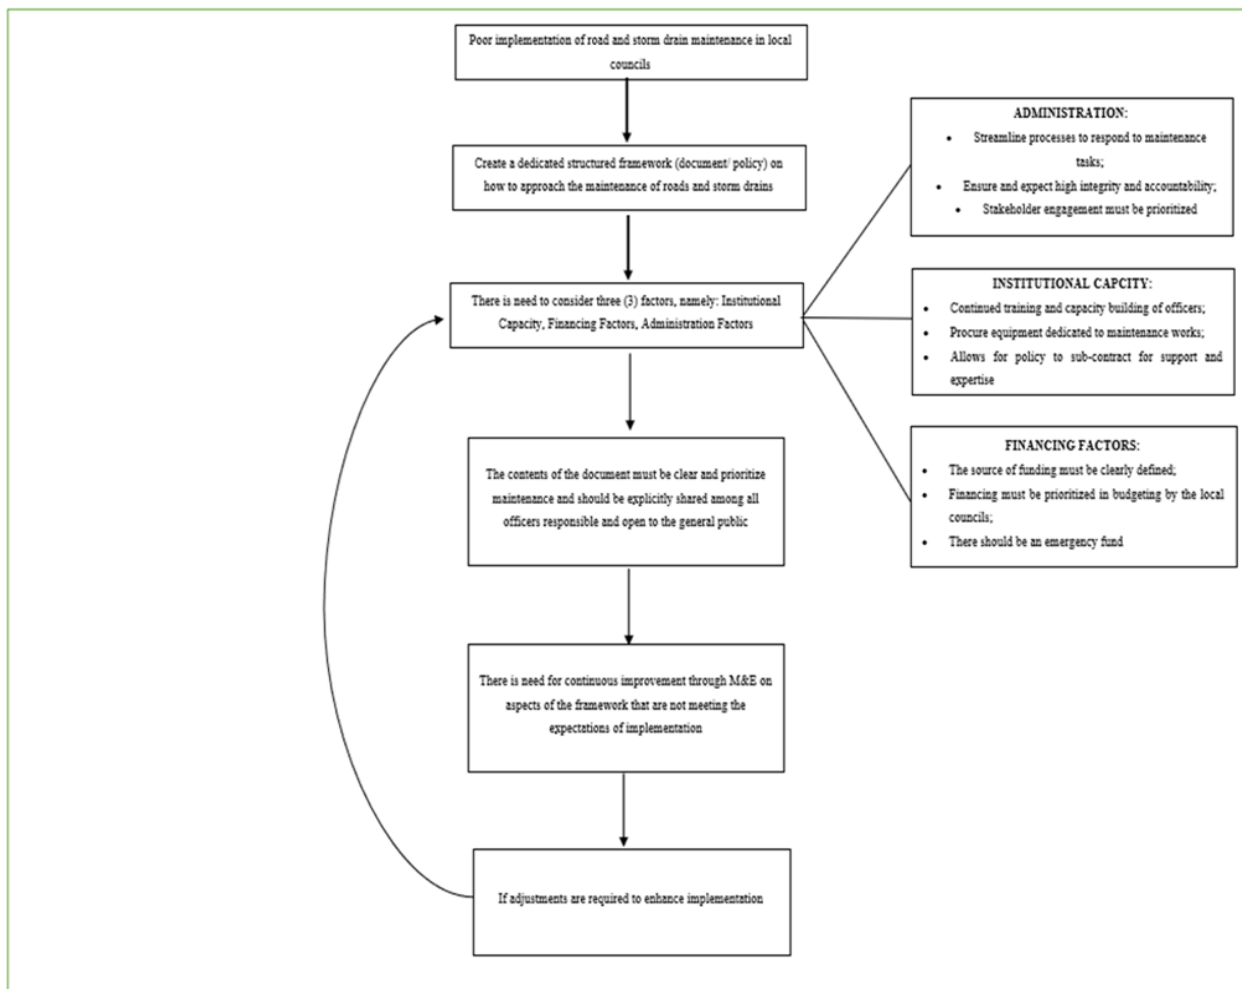 Poor implementation of road and storm drain maintenance in local
councils
Create a dedicated structured framework (document/ policy) on
how to approach the maintenance of roads and storm drains
There is need to consider three (3) factors, namely: Institutional
Capacity, Financing Factors, Administration Factors
The contents of the document must be clear and prioritize
maintenance and should be explicitly shared among all
officers responsible and open to the general public
There is need for continuous improvement through M&E on
aspects of the framework that are not meeting the
expectations of implementation
If adjustments are required to enhance implementation
ADMINISTRATION:
• Streamline processes to respond to maintenance
tasks;
• Ensure and expect high integrity and accountability;
• Stakeholder engagement must be prioritized
INSTITUTIONAL CAPCITY:
• Continued training and capacity building of officers;
• Procure equipment dedicated to maintenance works;
• Allows for policy to sub-contract for support and
expertise
FINANCING FACTORS:
• The source of funding must be clearly defined;
• Financing must be prioritized in budgeting by the local
councils;
• There should be an emergency fund